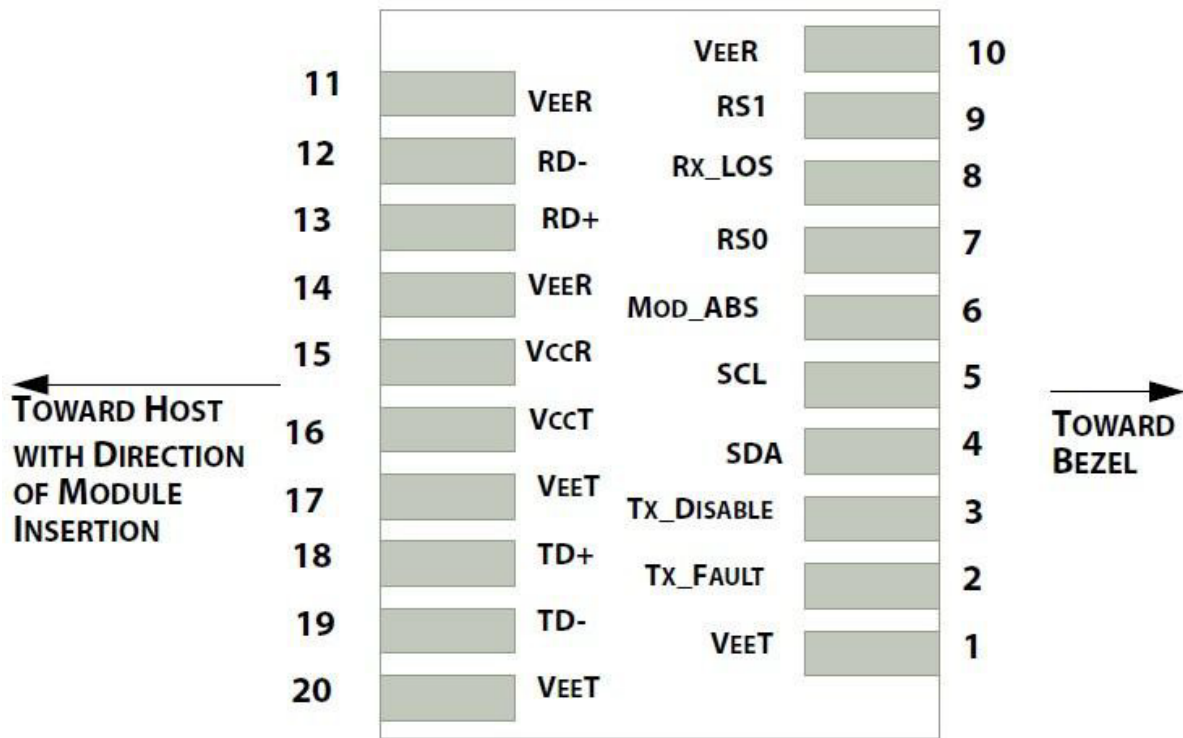 11 VEER
12 RD-
13 RD+
14 VEER
15 VCCR
16 VCCT
17 VEET
18 TD+
19 TD-
20 VEET
VEER 10
RS1 9
RX_LOS 8
RS0 7
MOD_ABS 6
SCL 5
SDA 4
TX_DISABLE 3
TX_FAULT 2
VEET 1
TOWARD HOST
WITH DIRECTION
OF MODULE
INSERTION
TOWARD
BEZEL